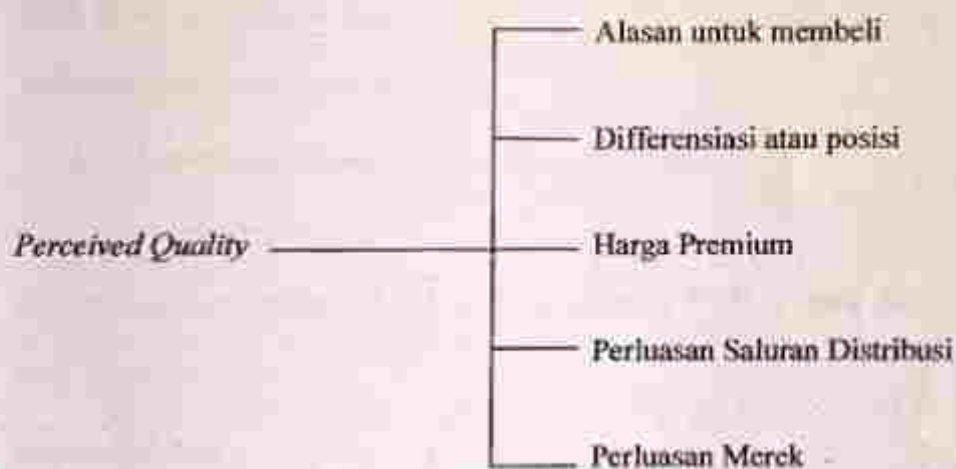 Alasan untuk membeli
Differensiasi atau posisi
Perceived Quality
Harga Premium
Perluasan Saluran Distribusi
Perluasan Merek